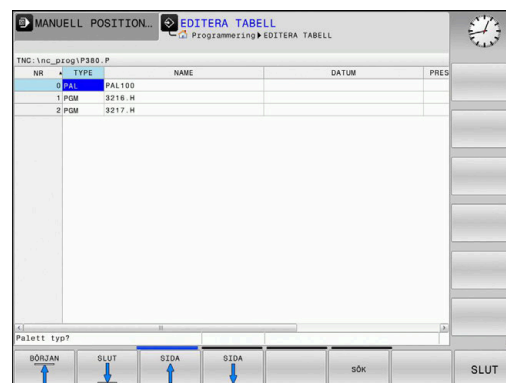 MANUELL POSITION... EDITERA TABELL
Programmering EDITERA TABELL
TNC:\nc_prog\P380.P
NR TYPE NAME DATUM PRES
0 PAL PAL100
1 PGM 3216.H
2 PGM 3217.H
Palett typ?
BÖRJAN SLUT SIDA SIDA SÖK SLUT